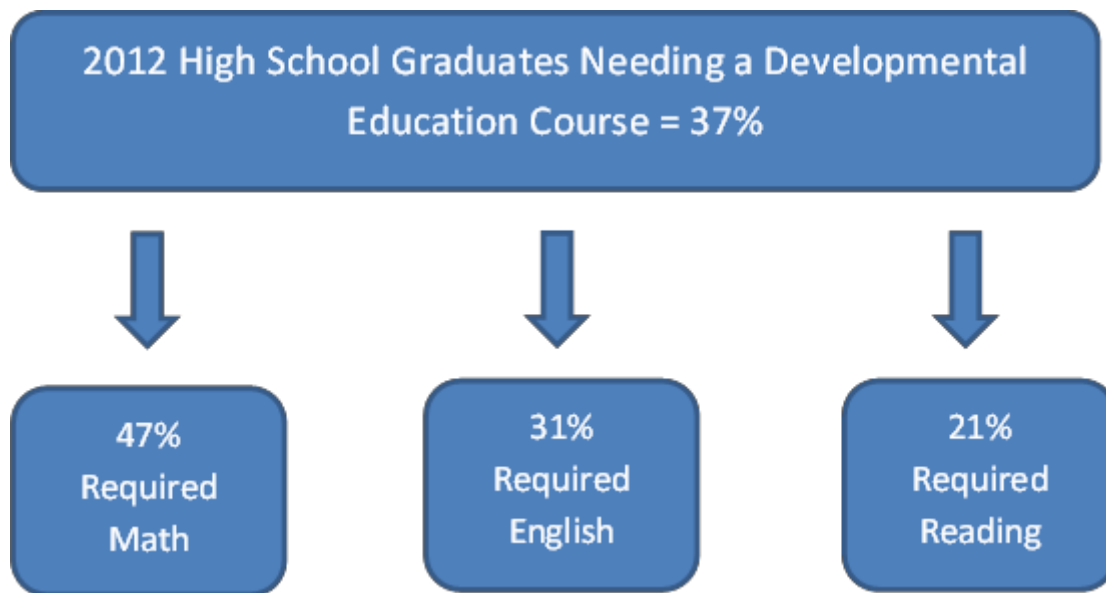 2012 High School Graduates Needing a Developmental
Education Course = 37%
47%
Required
Math
31%
Required
English
21%
Required
Reading